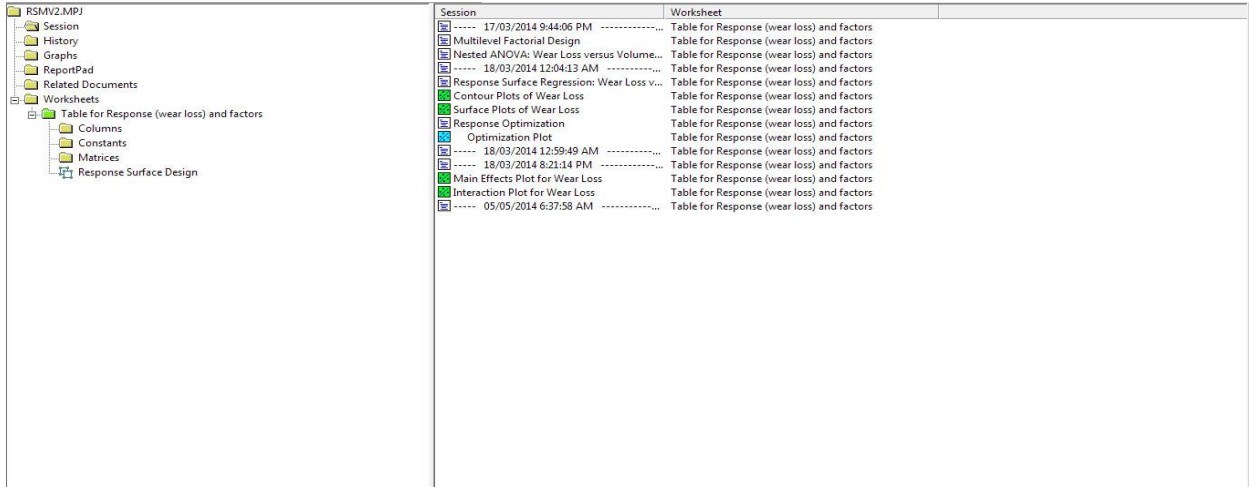 RSMV2.MPJ
Session
History
Graphs
ReportPad
Related Documents
Worksheets
Table for Response (wear loss) and factors
Columns
Constants
Matrices
Response Surface Design
Session Worksheet
----- 17/03/2014 9:44:06 PM ------------... Table for Response (wear loss) and factors
Multilevel Factorial Design Table for Response (wear loss) and factors
Nested ANOVA: Wear Loss versus Volume... Table for Response (wear loss) and factors
----- 18/03/2014 12:04:13 AM ----------... Table for Response (wear loss) and factors
Response Surface Regression: Wear Loss v... Table for Response (wear loss) and factors
Contour Plots of Wear Loss Table for Response (wear loss) and factors
Surface Plots of Wear Loss Table for Response (wear loss) and factors
Response Optimization Table for Response (wear loss) and factors
Optimization Plot Table for Response (wear loss) and factors
----- 18/03/2014 12:59:49 AM ----------... Table for Response (wear loss) and factors
----- 18/03/2014 8:21:14 PM -----------... Table for Response (wear loss) and factors
Main Effects Plot for Wear Loss Table for Response (wear loss) and factors
Interaction Plot for Wear Loss Table for Response (wear loss) and factors
----- 05/05/2014 6:37:58 AM -----------... Table for Response (wear loss) and factors